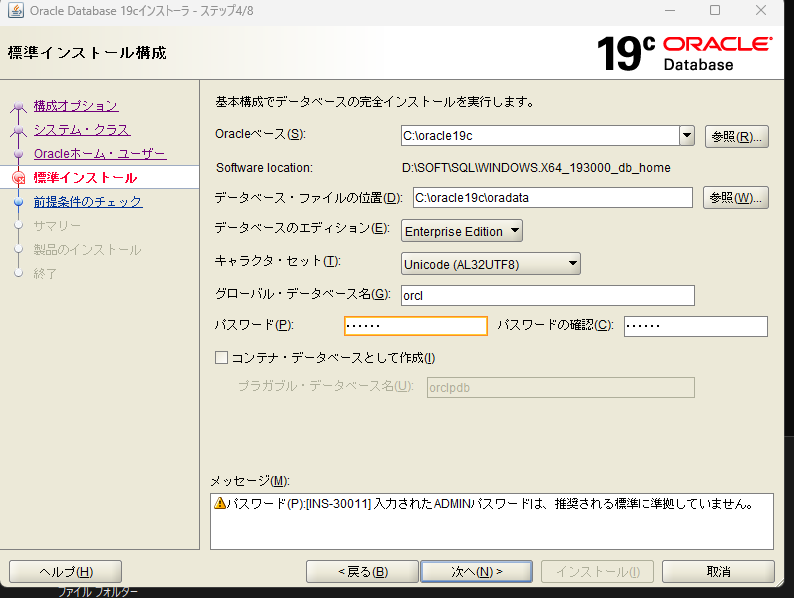 Oracle Database 19cインストーラ - ステップ4/8
標準インストール構成
19c ORACLE Database
構成オプション
システム・クラス
Oracleホーム・ユーザー
標準インストール
前提条件のチェック
サマリー
製品のインストール
終了
基本構成でデータベースの完全インストールを実行します。
Oracleベース(S): C:\oracle19c 参照(R)...
Software location: D:\SOFT\SQL\WINDOWS.X64_193000_db_home
データベース・ファイルの位置(D): C:\oracle19c\oradata 参照(W)...
データベースのエディション(E): Enterprise Edition
キャラクタ・セット(T): Unicode (AL32UTF8)
グローバル・データベース名(G): orcl
パスワード(P): •••••• パスワードの確認(C): ••••••
コンテナ・データベースとして作成(I)
プラガブル・データベース名(U): orclpdb
メッセージ(M):
パスワード(P):[INS-30011] 入力されたADMINパスワードは、推奨される標準に準拠していません。
ヘルプ(H) < 戻る(B) 次へ(N) > インストール(I) 取消
ファイル フォルダー